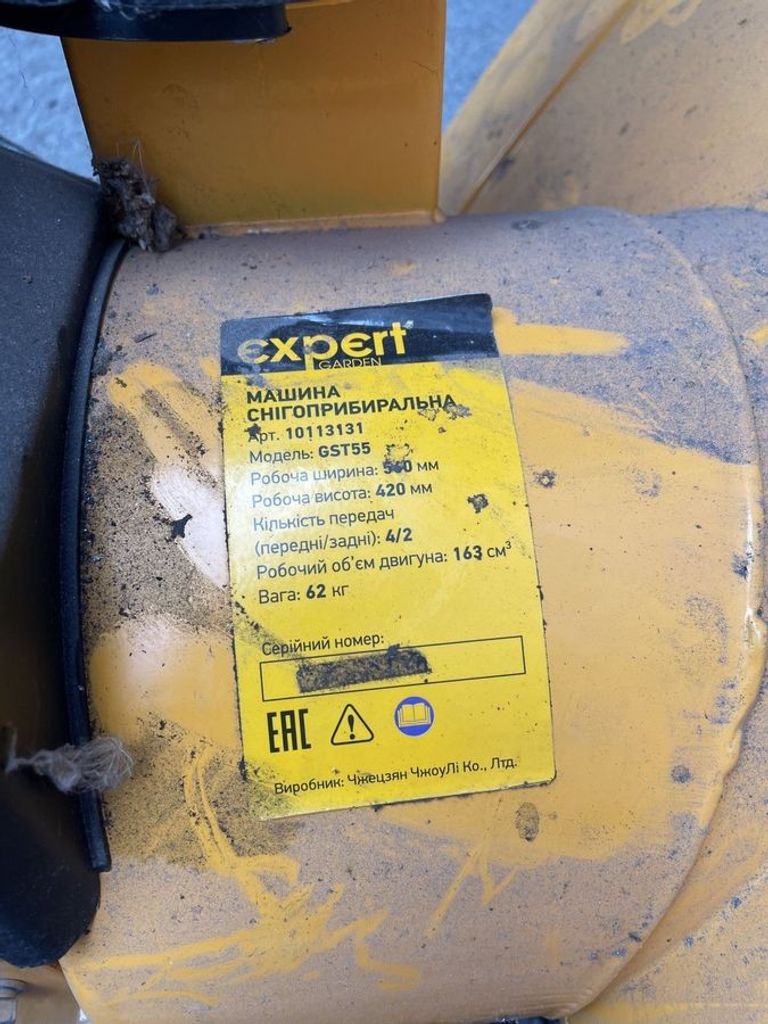 expert
GARDEN
МАШИНА
СНІГОПРИБИРАЛЬНА
Арт. 10113131
Модель: GST55
Робоча ширина: 560 мм
Робоча висота: 420 мм
Кількість передач
(передні/задні): 4/2
Робочий об'єм двигуна: 163 см³
Вага: 62 кг
Серійний номер:
EAC
Виробник: Чжецзян ЧжоуЛі Ко., Лтд.